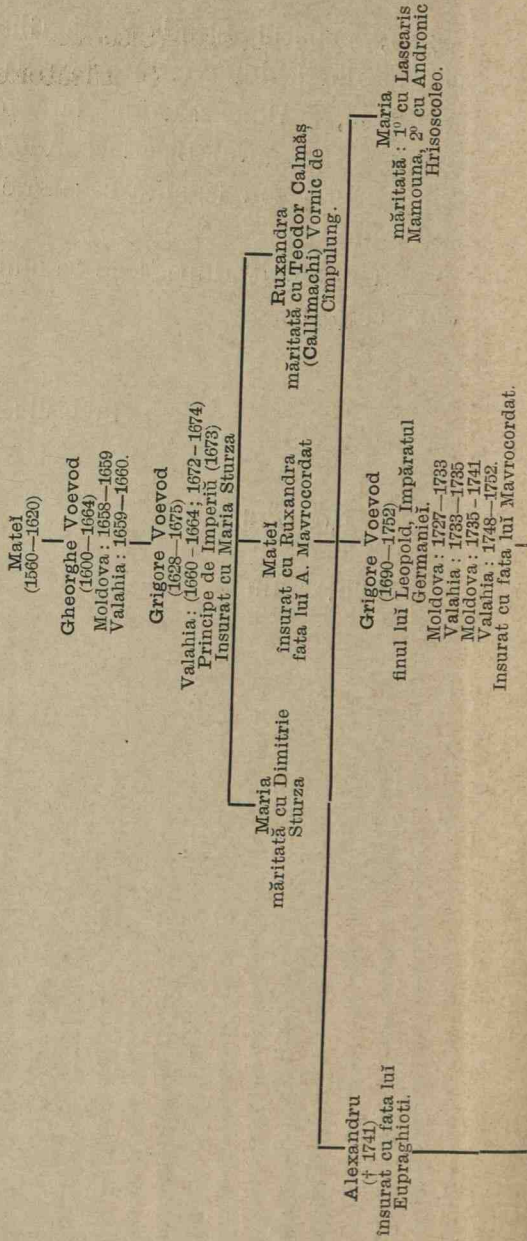 Mateĭ
(1560—1620)
Gheorghe Voevod
(1600—1664)
Moldova: 1658—1659
Valahia: 1659—1660.
Grigore Voevod
(1628—1675)
Valahia: (1660-1664; 1672-1674)
Principe de Imperiŭ (1673)
Insurat cu Maria Sturza
Maria
măritată cu Dimitrie
Sturza
Mateĭ
însurat cu Ruxandra
fata luĭ A. Mavrocordat
Ruxandra
măritată cu Teodor Calmăș
(Callimachi) Vornic de
Cîmpulung.
Alexandru
(† 1741)
însurat cu fata luĭ
Eupraghioti.
Grigore Voevod
(1690—1752)
finul luĭ Leopold, Impăratul
Germanieĭ.
Moldova: 1727—1733
Valahia: 1733—1735
Moldova: 1735-1741
Valahia: 1748—1752.
Insurat cu fata luĭ Mavrocordat.
Maria
măritată: 1º cu Lascaris
Mamouna, 2º cu Andronic
Hrisoscoleo.